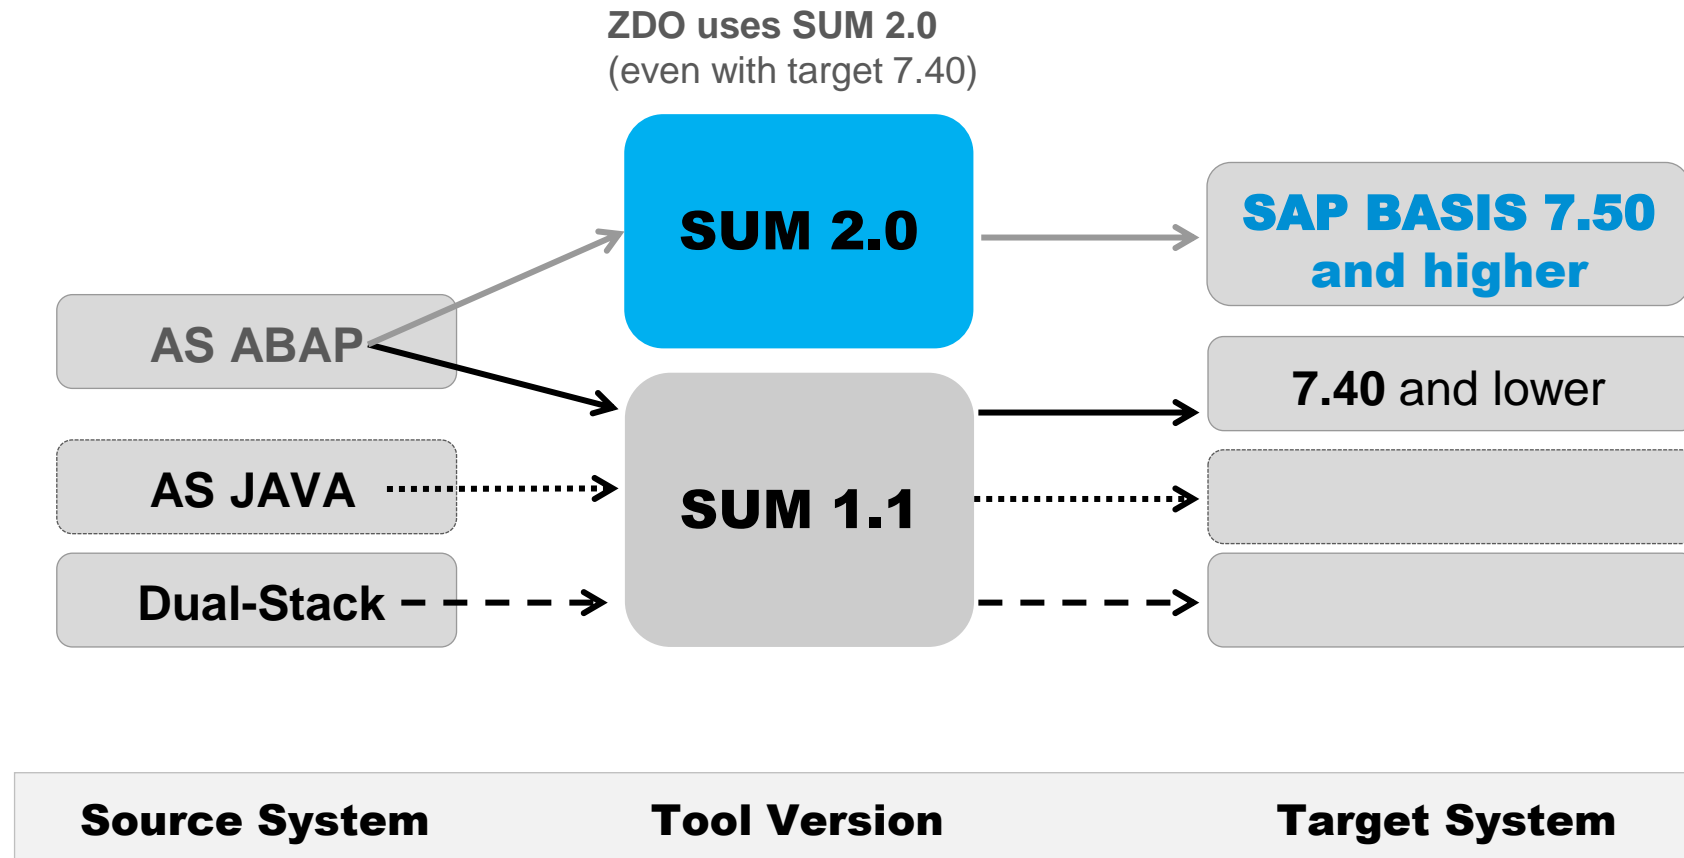 ZDO uses SUM 2.0
(even with target 7.40)
SUM 2.0
SAP BASIS 7.50
and higher
AS ABAP
7.40 and lower
AS JAVA
SUM 1.1
Dual-Stack
Source System
Tool Version
Target System